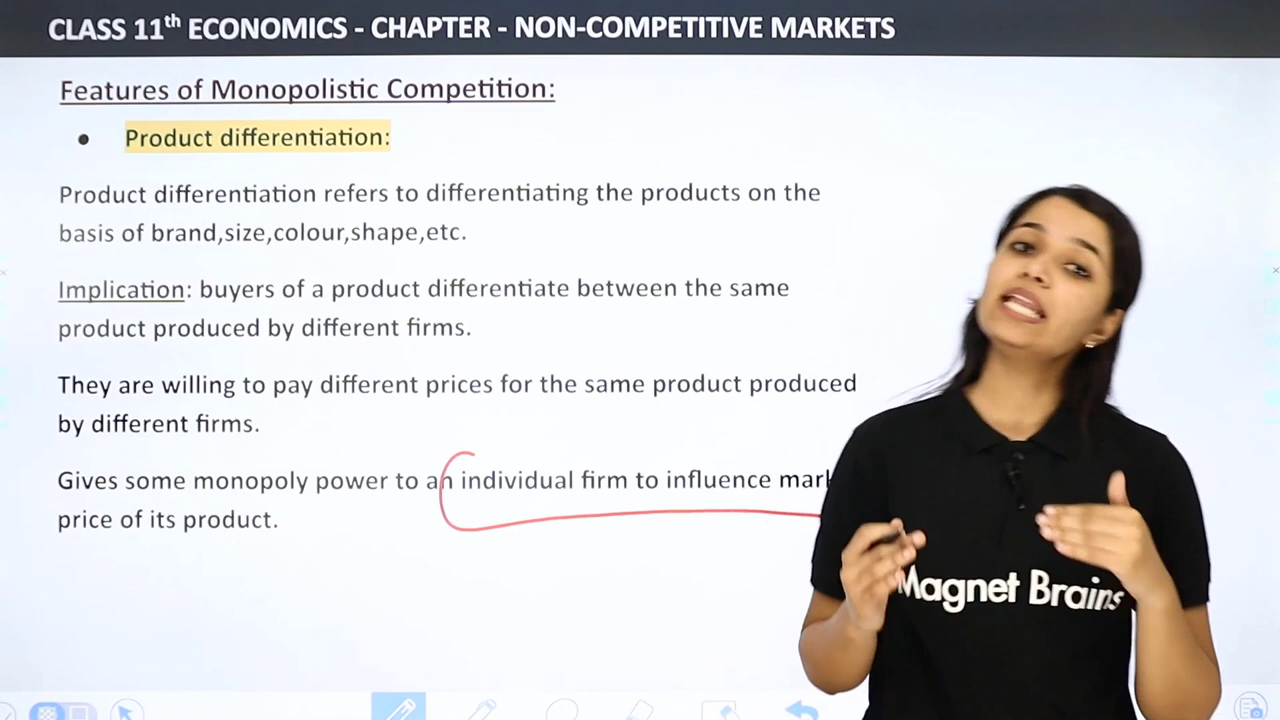 CLASS 11th ECONOMICS - CHAPTER - NON-COMPETITIVE MARKETS
Features of Monopolistic Competition:
• Product differentiation:
Product differentiation refers to differentiating the products on the
basis of brand,size,colour,shape,etc.
Implication: buyers of a product differentiate between the same
product produced by different firms.
They are willing to pay different prices for the same product produced
by different firms.
Gives some monopoly power to an individual firm to influence
price of its product.
Magnet Brains